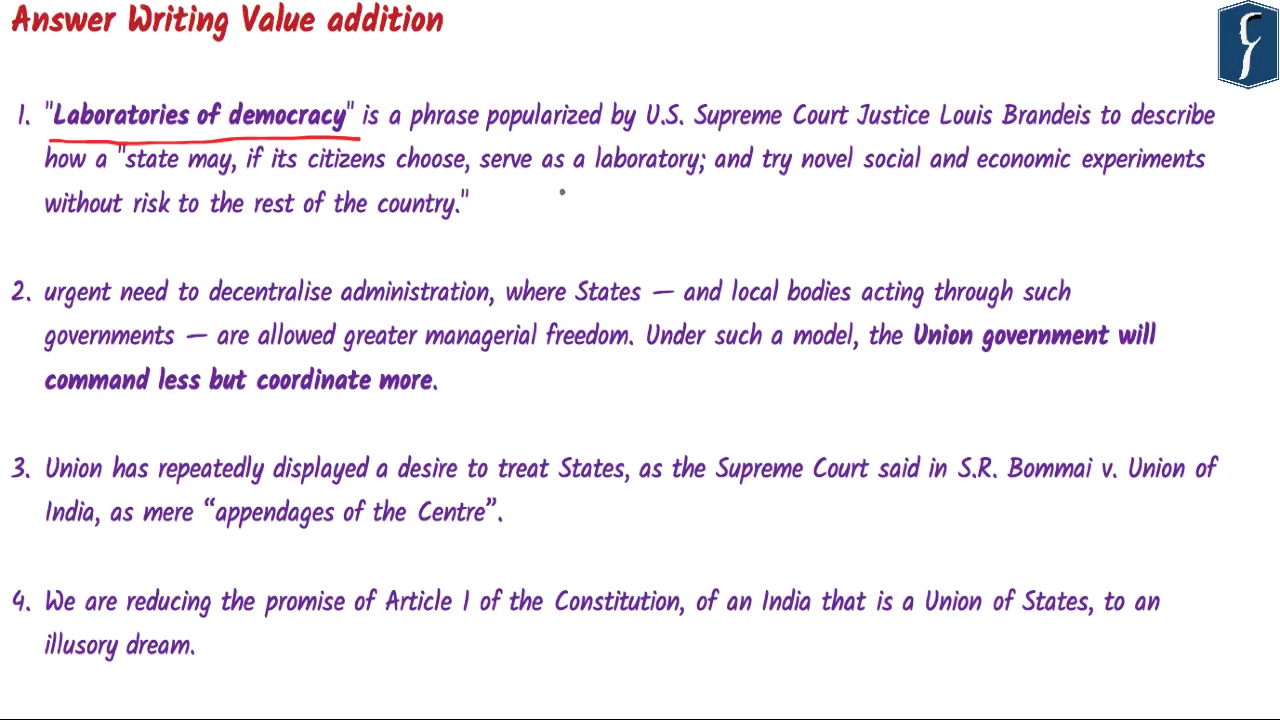 Answer Writing Value addition
1. "Laboratories of democracy" is a phrase popularized by U.S. Supreme Court Justice Louis Brandeis to describe
how a "state may, if its citizens choose, serve as a laboratory; and try novel social and economic experiments
without risk to the rest of the country."
2. urgent need to decentralise administration, where States — and local bodies acting through such
governments — are allowed greater managerial freedom. Under such a model, the Union government will
command less but coordinate more.
3. Union has repeatedly displayed a desire to treat States, as the Supreme Court said in S.R. Bommai v. Union of
India, as mere “appendages of the Centre”.
4. We are reducing the promise of Article 1 of the Constitution, of an India that is a Union of States, to an
illusory dream.